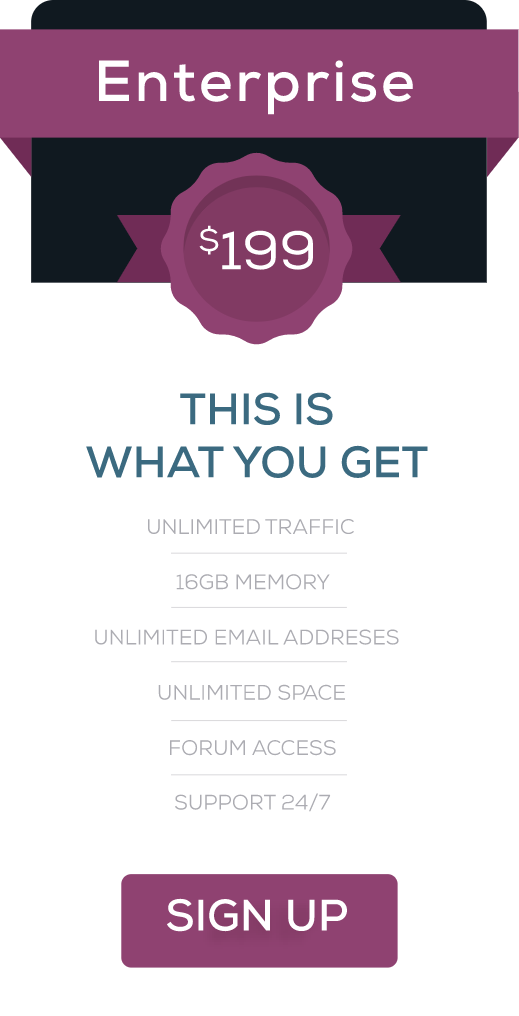 Enterprise
$199
THIS IS
WHAT YOU GET
UNLIMITED TRAFFIC
16GB MEMORY
UNLIMITED EMAIL ADDRESES
UNLIMITED SPACE
FORUM ACCESS
SUPPORT 24/7
SIGN UP